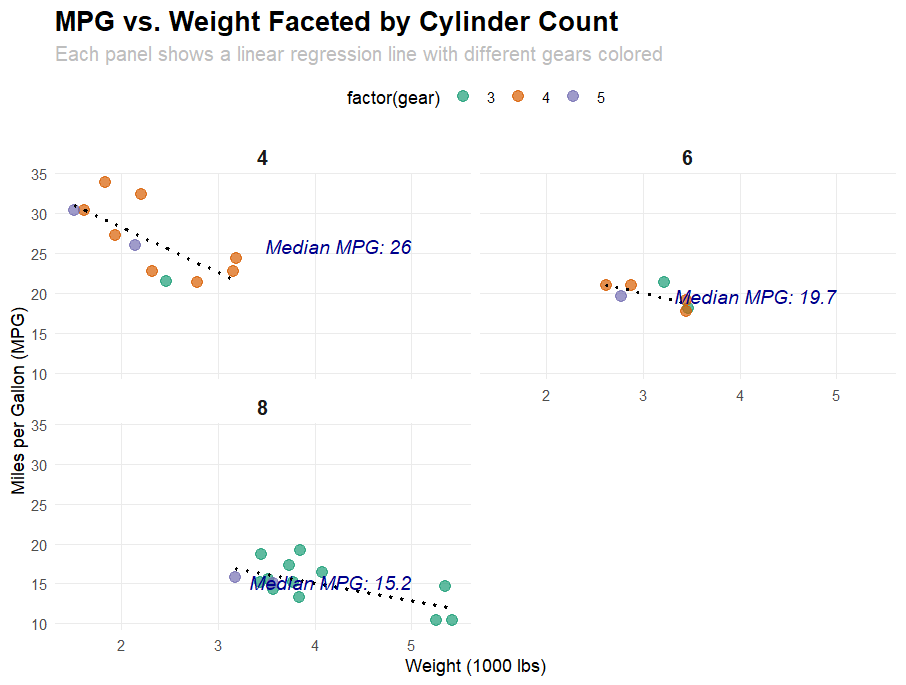 MPG vs. Weight Faceted by Cylinder Count
Each panel shows a linear regression line with different gears colored
factor(gear) 3 4 5
4
6
35
30
25
20
15
10
Median MPG: 26
Median MPG: 19.7
2 3 4 5
8
35
30
25
20
15
10
Median MPG: 15.2
2 3 4 5
Miles per Gallon (MPG)
Weight (1000 lbs)